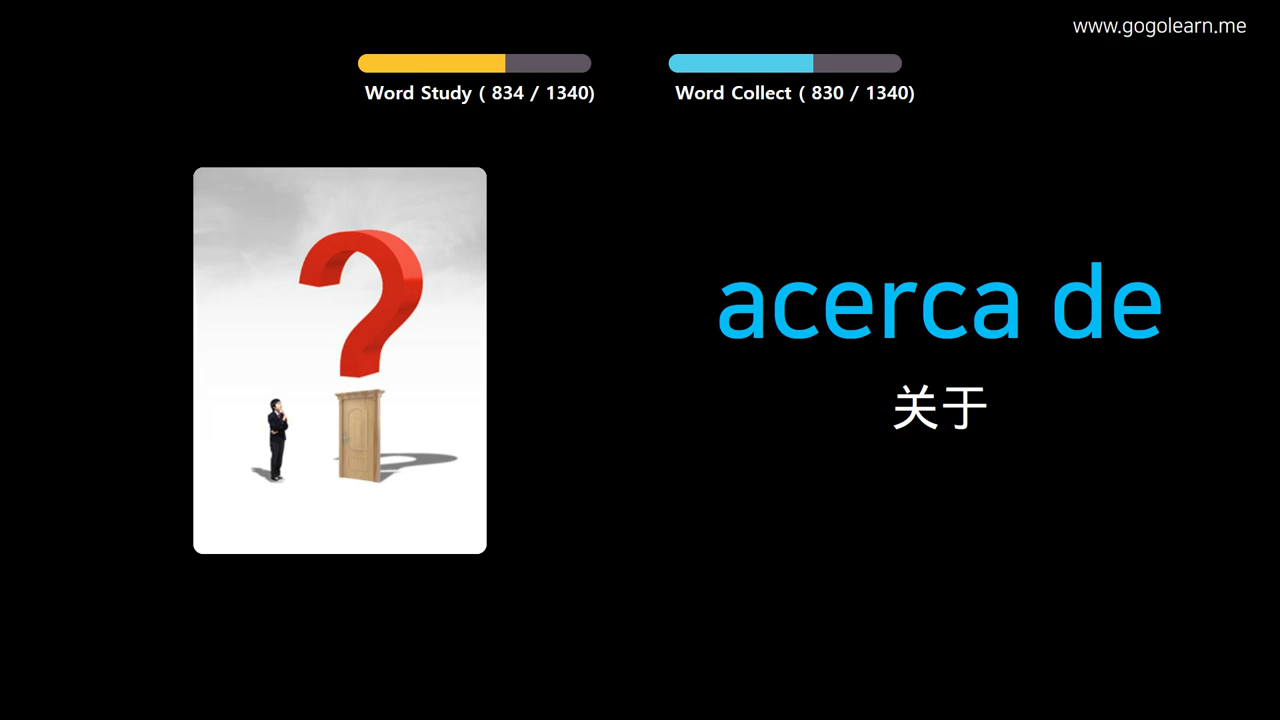 www.gogolearn.me
Word Study ( 834 / 1340)
Word Collect ( 830 / 1340)
acerca de
关于